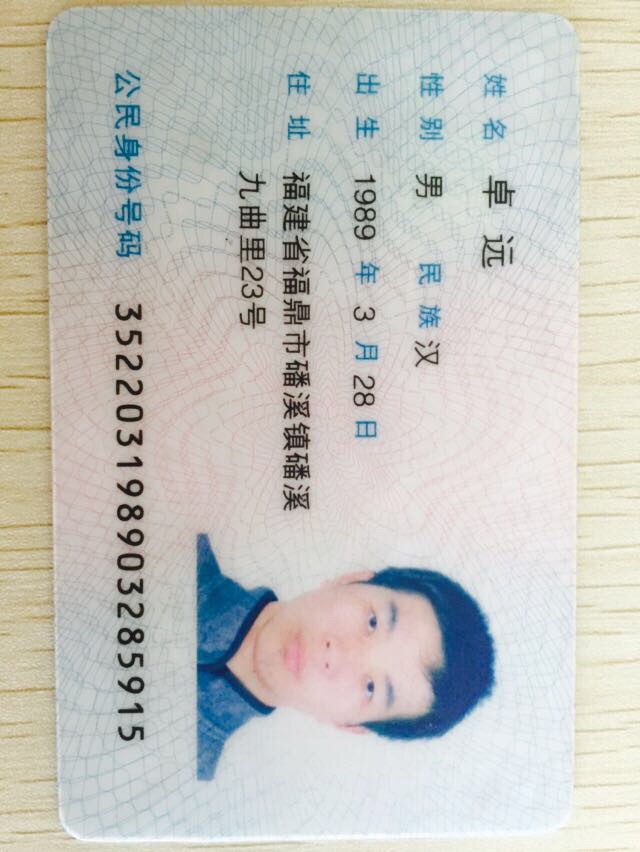 姓名 卓远
性别 男 民族 汉
出生 1989 年 3 月 28 日
住址 福建省福鼎市磻溪镇磻溪
九曲里23号
公民身份号码 352203198903285915